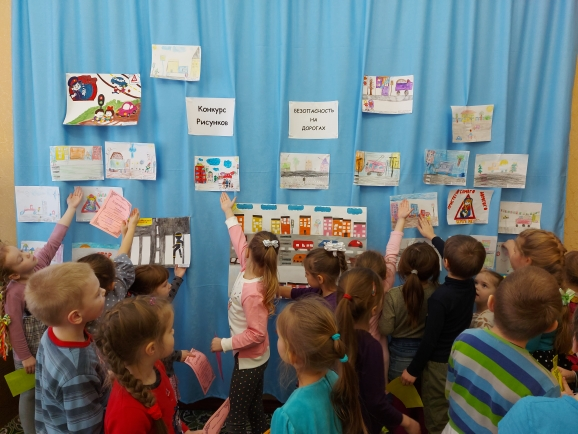 Конкурс
Рисунков
БЕЗОПАСНОСТЬ
НА
ДОРОГАХ